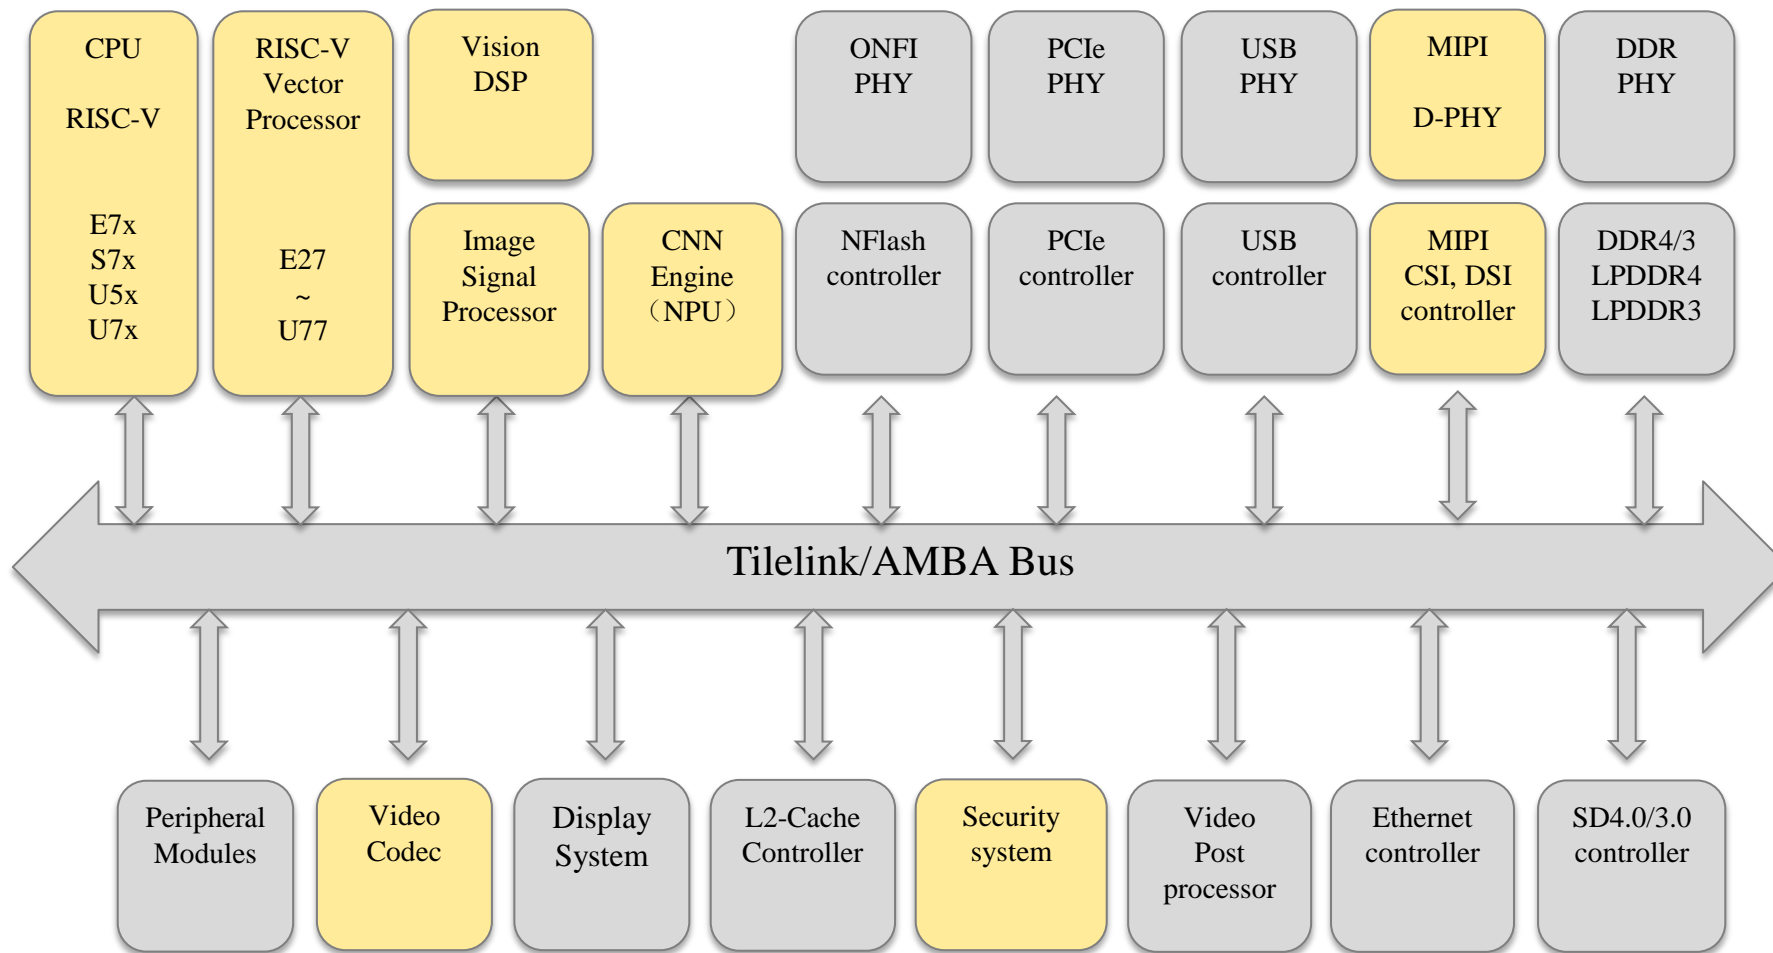 CPU
RISC-V
E7x
S7x
U5x
U7x
RISC-V
Vector
Processor
E27
~
U77
Vision
DSP
Image
Signal
Processor
CNN
Engine
（NPU）
ONFI
PHY
NFlash
controller
PCIe
PHY
PCIe
controller
USB
PHY
USB
controller
MIPI
D-PHY
MIPI
CSI, DSI
controller
DDR
PHY
DDR4/3
LPDDR4
LPDDR3
Tilelink/AMBA Bus
Peripheral
Modules
Video
Codec
Display
System
L2-Cache
Controller
Security
system
Video
Post
processor
Ethernet
controller
SD4.0/3.0
controller